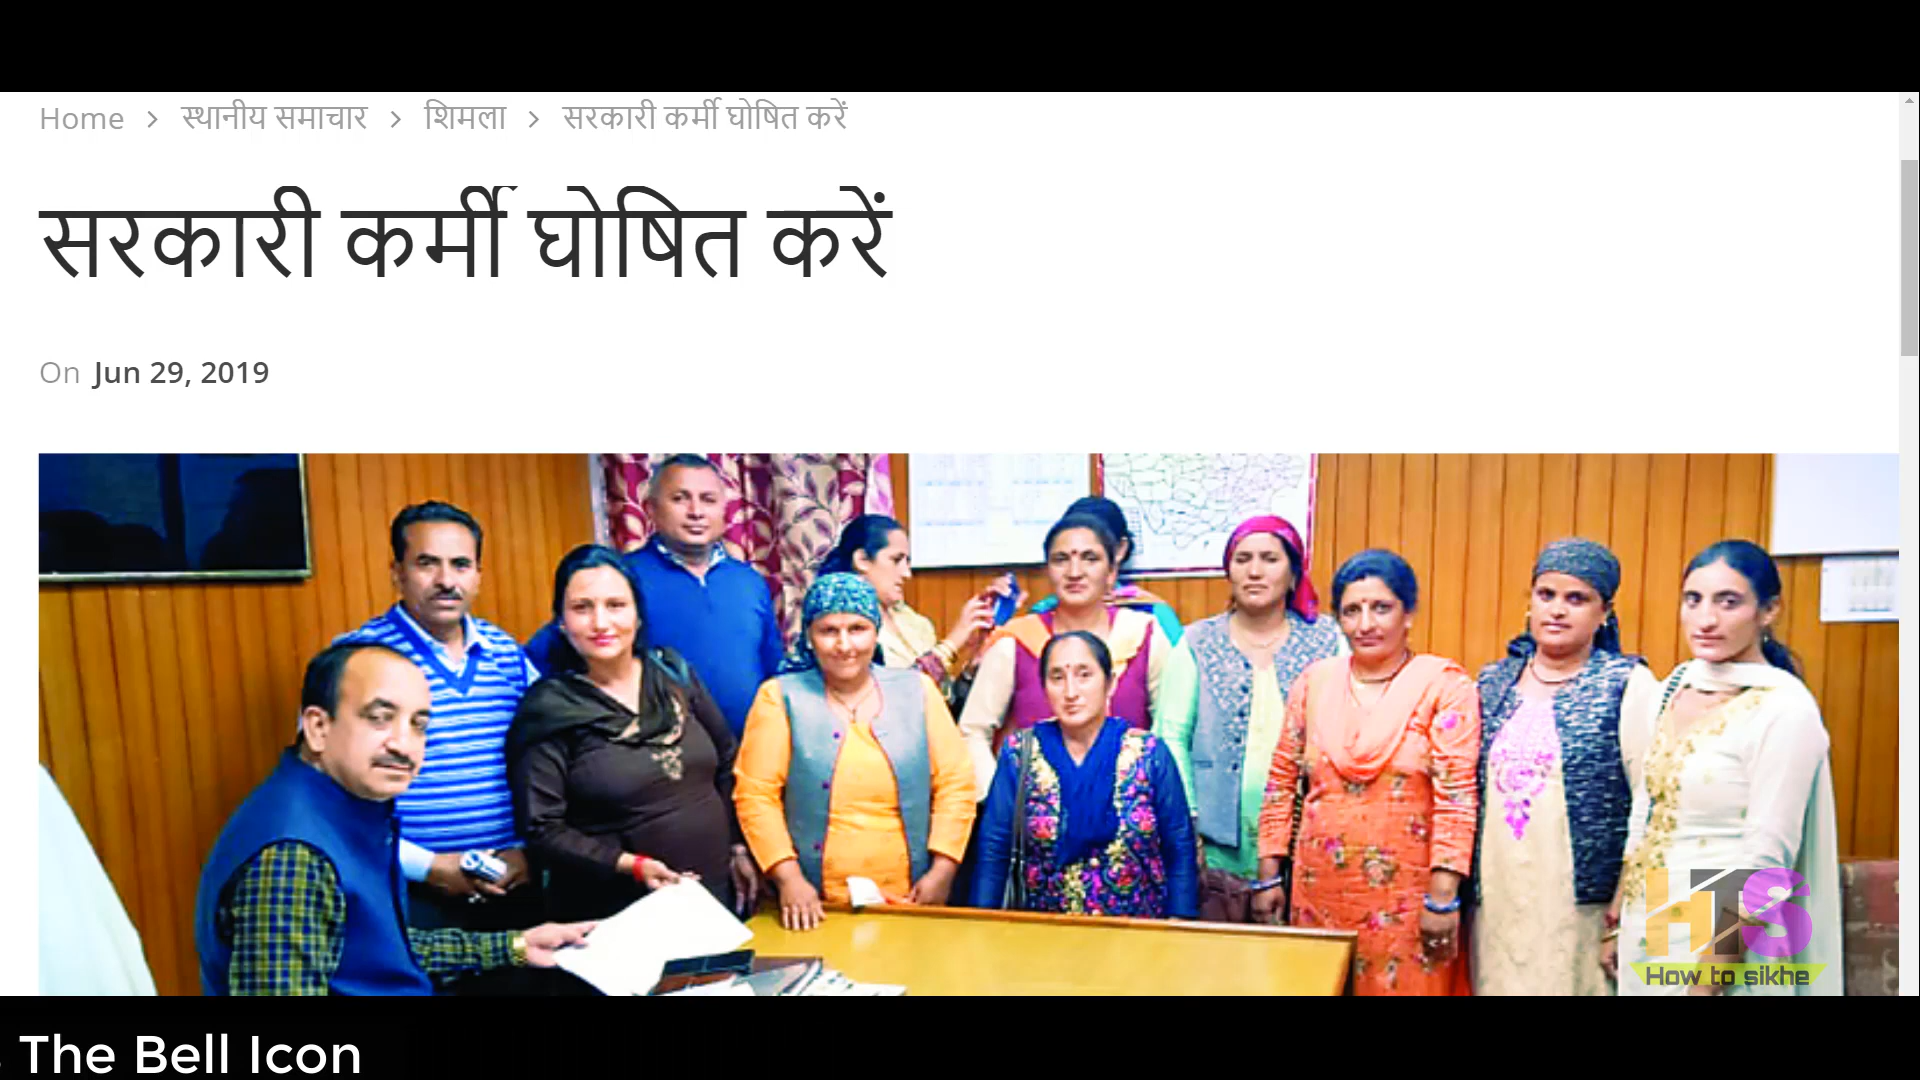 Home > स्थानीय समाचार > शिमला > सरकारी कर्मी घोषित करें
सरकारी कर्मी घोषित करें
On Jun 29, 2019
HTS
How to sikhe
The Bell Icon